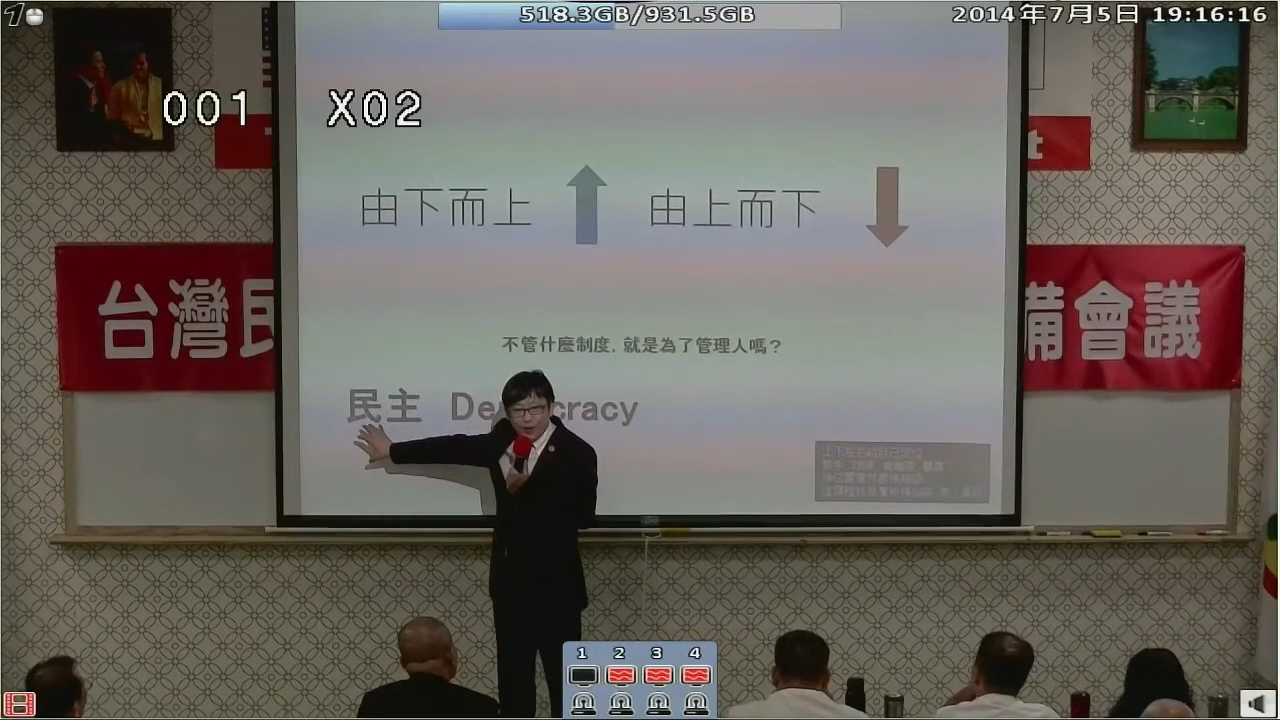 518.3GB/931.5GB
2014年7月5日 19:16:16
001 X02
由下而上 由上而下
t
台灣民
備會議
不管什麼制度, 就是為了管理人嗎?
民主 De cracy
1 2 3 4